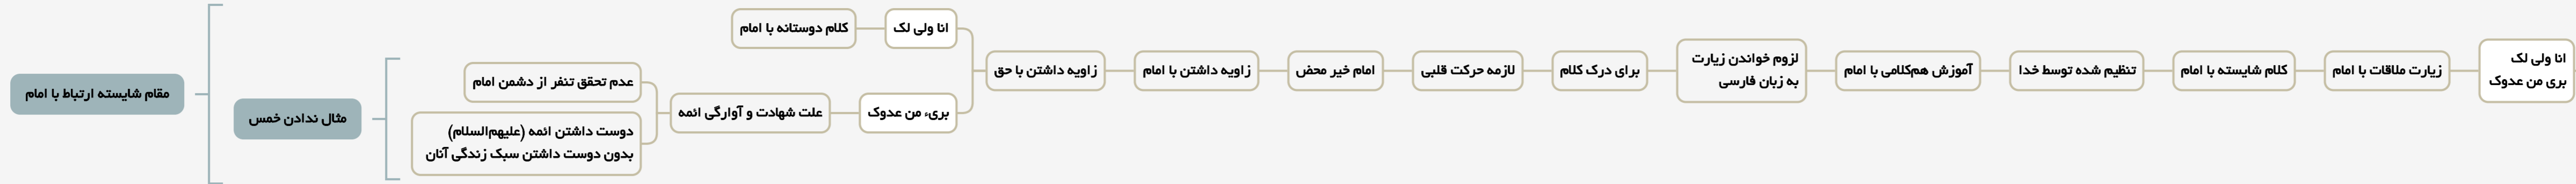 انا ولی لک
بری من عدوک
زیارت ملاقات با امام
کلام شایسته با امام
تنظیم شده توسط خدا
آموزش هم‌کلامی با امام
لزوم خواندن زیارت
به زبان فارسی
برای درک کلام
لازمه حرکت قلبی
امام خیر محض
زاویه داشتن با امام
زاویه داشتن با حق
انا ولی لک
کلام دوستانه با امام
بریء من عدوک
علت شهادت و آوارگی ائمه
عدم تحقق تنفر از دشمن امام
دوست داشتن ائمه (علیهم‌السلام)
بدون دوست داشتن سبک زندگی آنان
مثال ندادن خمس
مقام شایسته ارتباط با امام